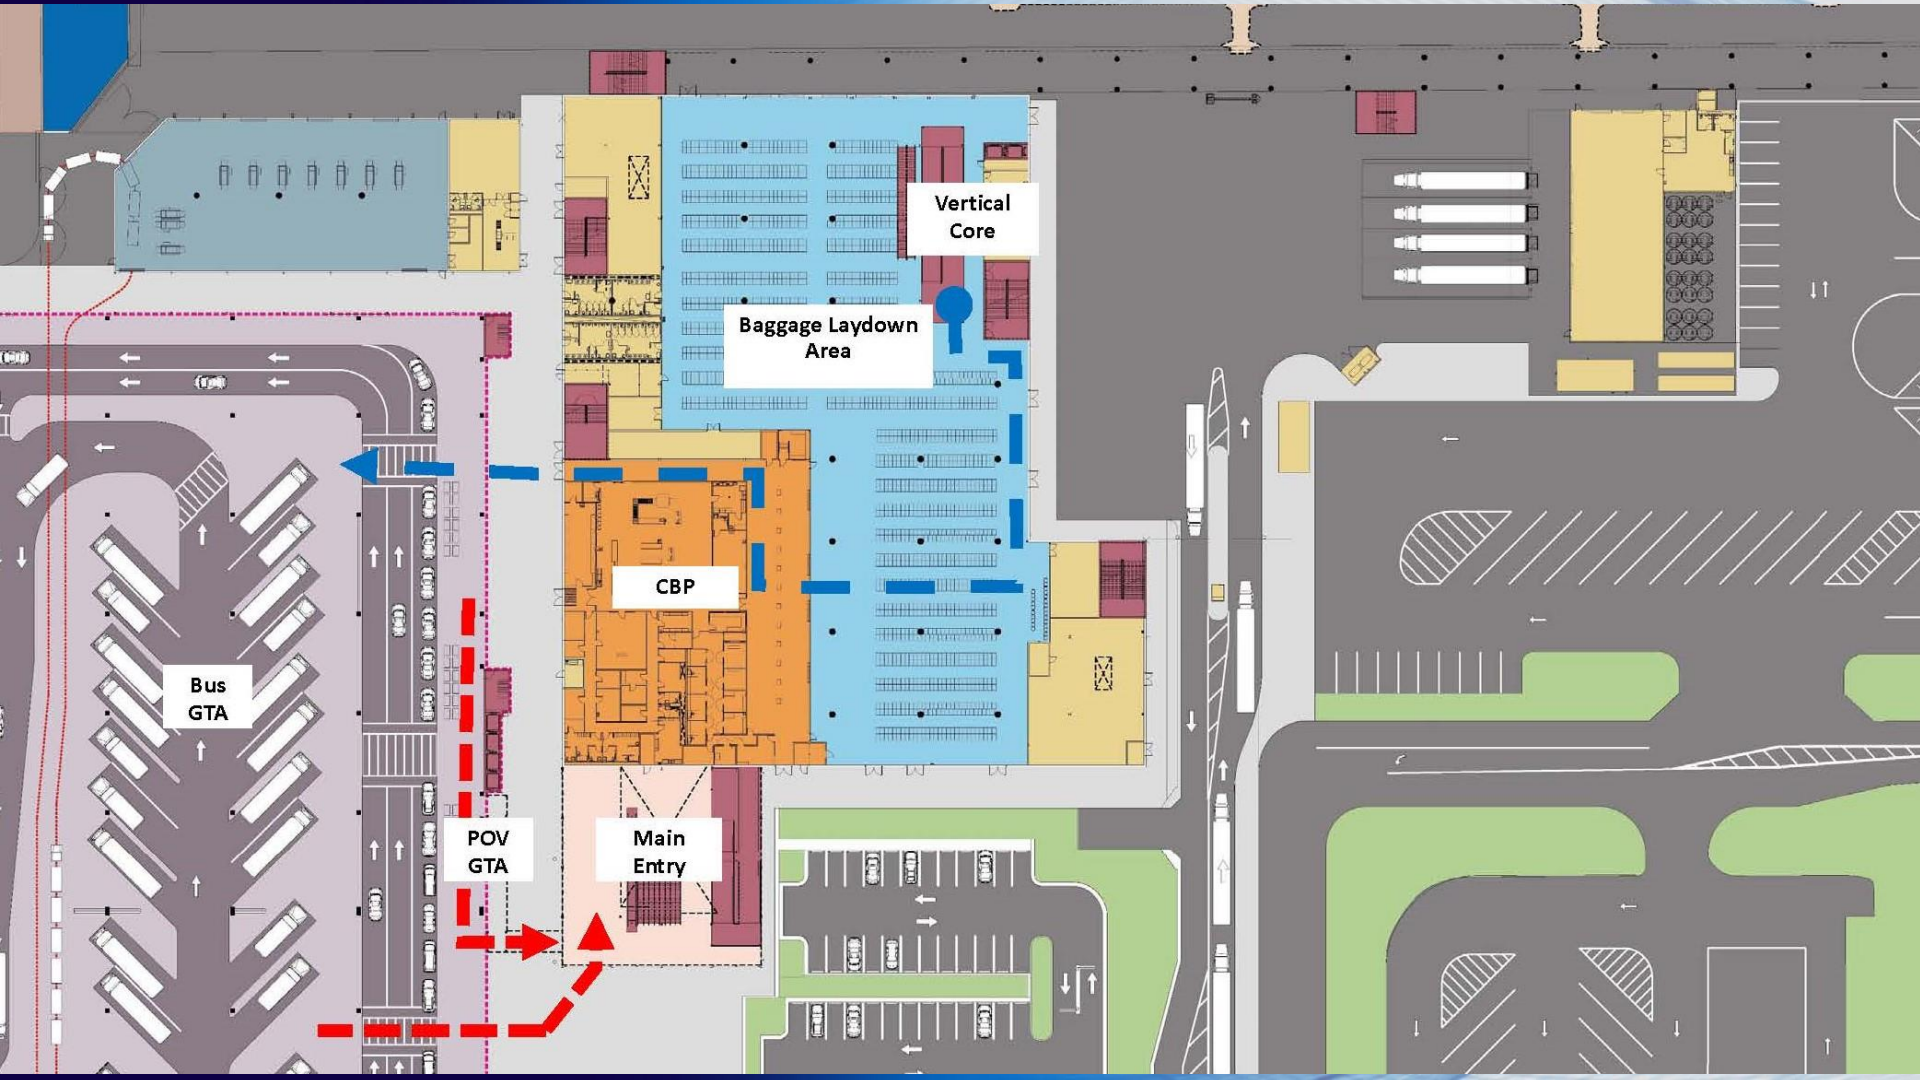 Vertical
Core
Baggage Laydown
Area
CBP
Bus
GTA
POV
GTA
Main
Entry